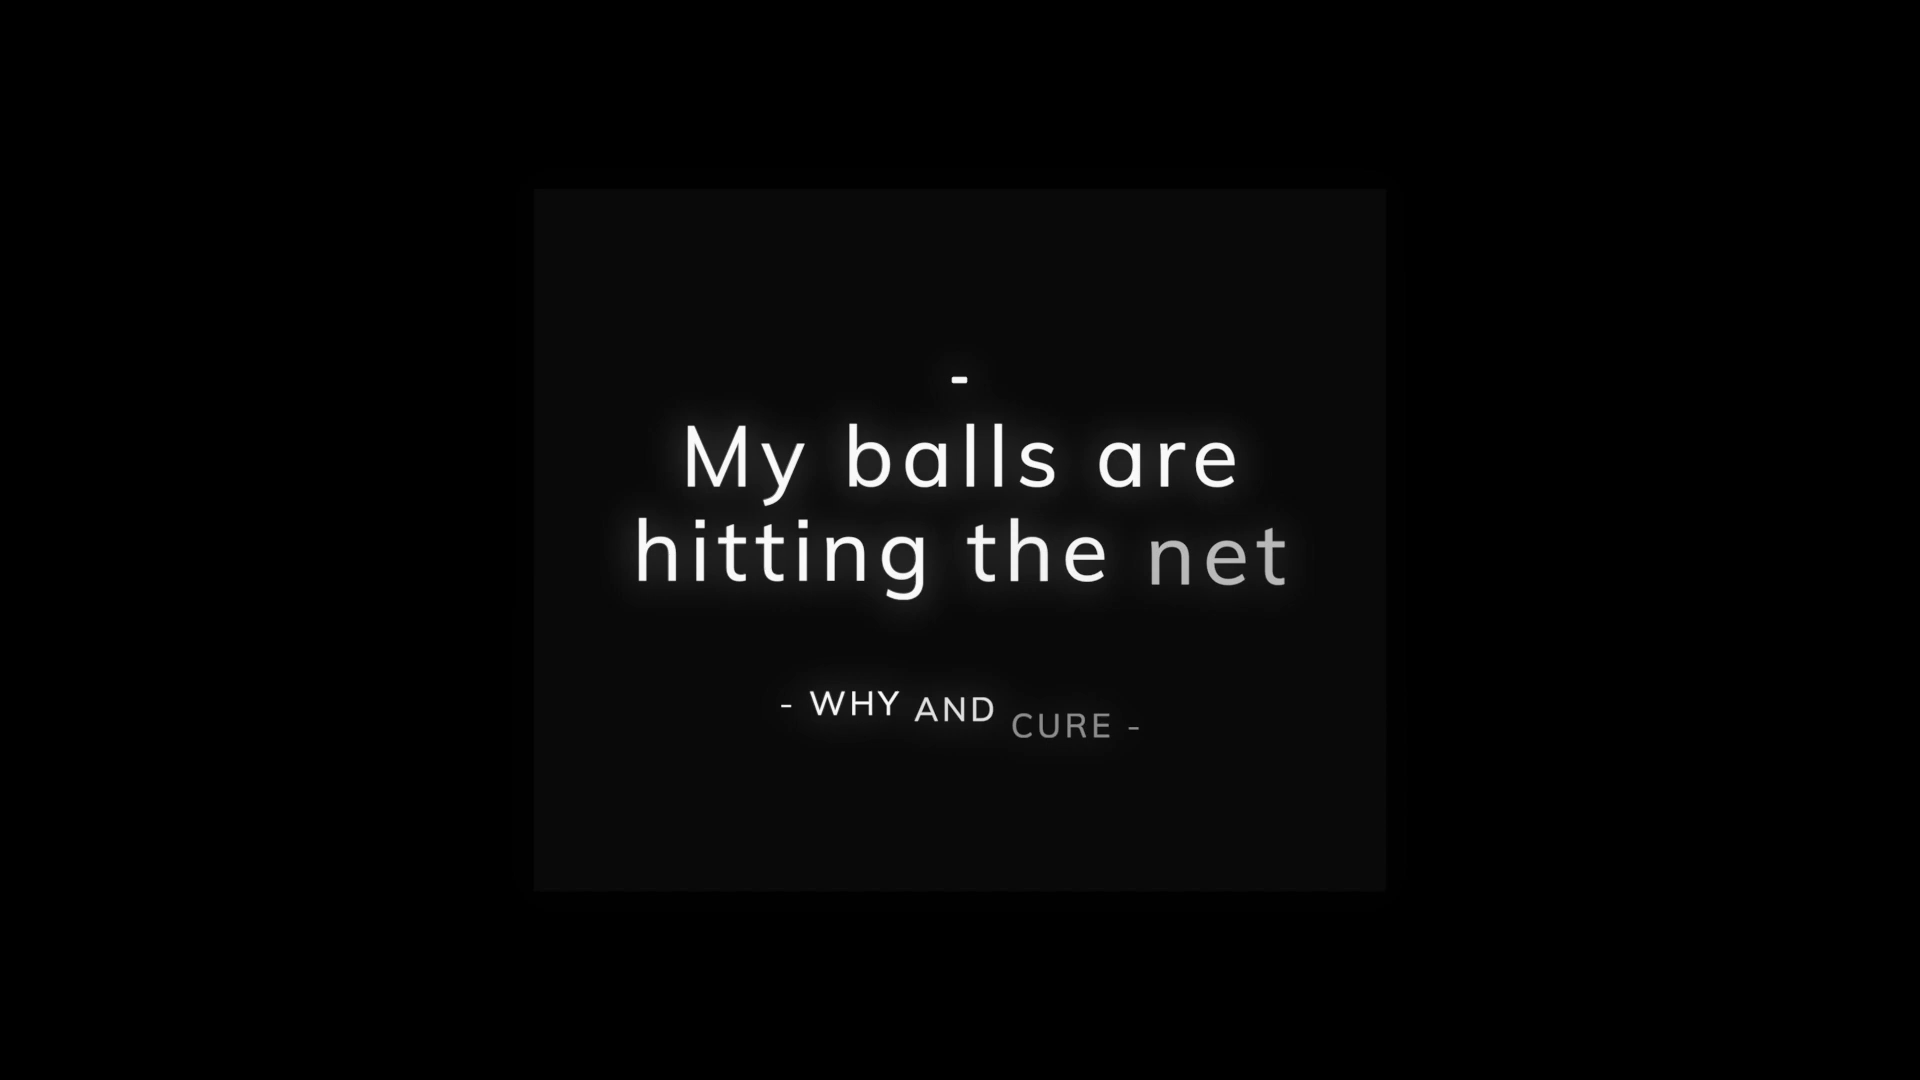 -
My balls are
hitting the net
- WHY AND CURE -